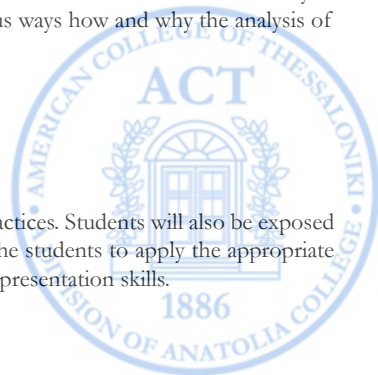 us ways how and why the analysis of
AMERICAN COLLEGE OF THESSALONIKI
ACT
actices. Students will also be exposed
he students to apply the appropriate
presentation skills.
1886
DIVISION OF ANATOLIA COLLEGE